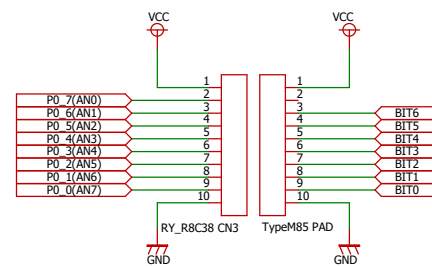 VCC VCC
1 1
P0_7(AN0) 2 2
P0_6(AN1) 3 3 BIT6
P0_5(AN2) 4 4 BIT5
P0_4(AN3) 5 5 BIT4
P0_3(AN4) 6 6 BIT3
P0_2(AN5) 7 7 BIT2
P0_1(AN6) 8 8 BIT1
P0_0(AN7) 9 9 BIT0
10 10
RY_R8C38 CN3 TypeM85 PAD
GND GND